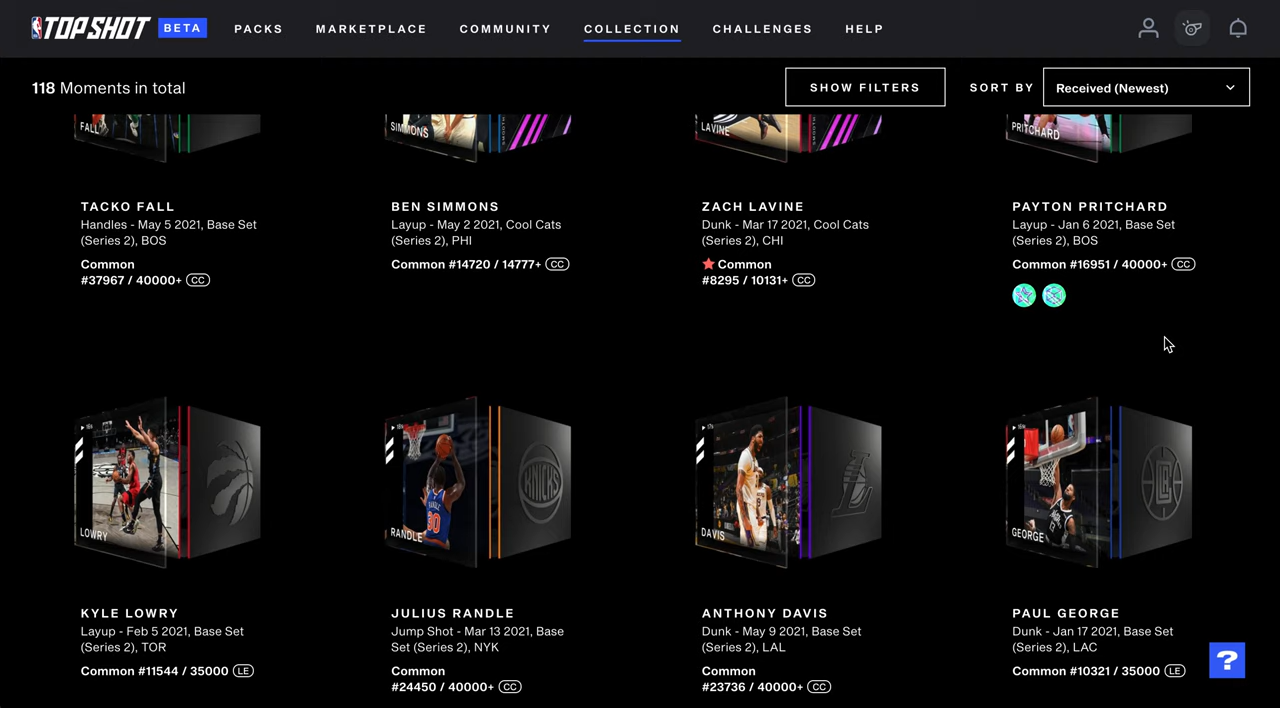 TOP SHOT BETA PACKS MARKETPLACE COMMUNITY COLLECTION CHALLENGES HELP
118 Moments in total
SHOW FILTERS SORT BY Received (Newest)
FALL SIMMONS LAVINE PRITCHARD
TACKO FALL
Handles - May 5 2021, Base Set
(Series 2), BOS
Common
#37967 / 40000+ CC
BEN SIMMONS
Layup - May 2 2021, Cool Cats
(Series 2), PHI
Common #14720 / 14777+ CC
ZACH LAVINE
Dunk - Mar 17 2021, Cool Cats
(Series 2), CHI
Common
#8295 / 10131+ CC
PAYTON PRITCHARD
Layup - Jan 6 2021, Base Set
(Series 2), BOS
Common #16951 / 40000+ CC
LOWRY
RANDLE
30
KNICKS
RANDLE
DAVIS
L
GEORGE
KYLE LOWRY
Layup - Feb 5 2021, Base Set
(Series 2), TOR
Common #11544 / 35000 LE
JULIUS RANDLE
Jump Shot - Mar 13 2021, Base
Set (Series 2), NYK
Common
#24450 / 40000+ CC
ANTHONY DAVIS
Dunk - May 9 2021, Base Set
(Series 2), LAL
Common
#23736 / 40000+ CC
PAUL GEORGE
Dunk - Jan 17 2021, Base Set
(Series 2), LAC
Common #10321 / 35000 LE
?